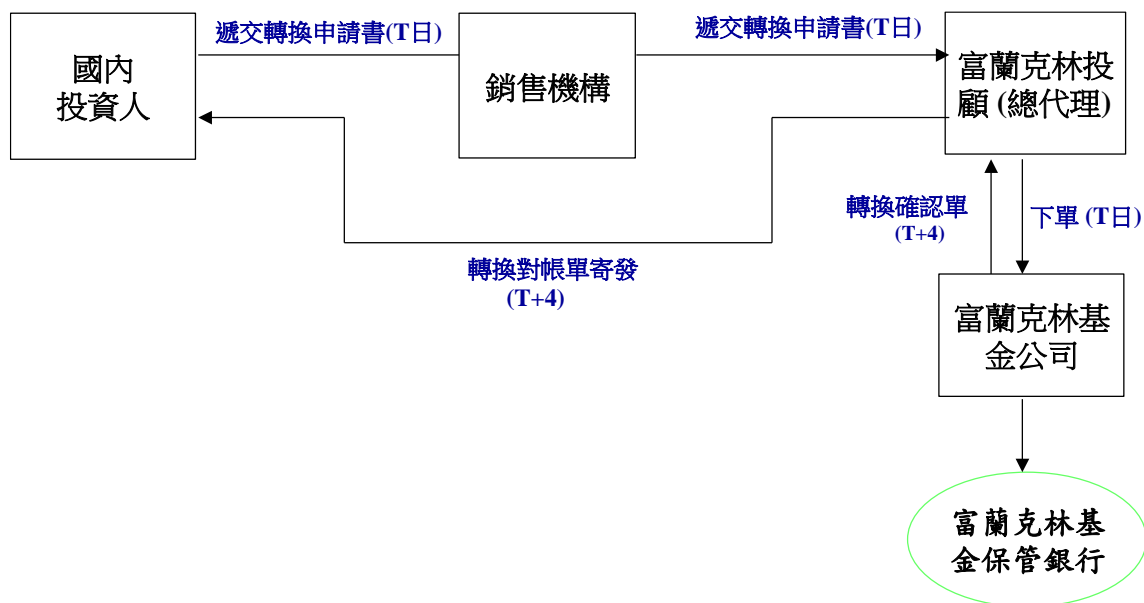 遞交轉換申請書(T日)
遞交轉換申請書(T日)
國內
投資人
銷售機構
富蘭克林投
顧 (總代理)
轉換確認單
(T+4)
下單 (T日)
轉換對帳單寄發
(T+4)
富蘭克林基
金公司
富蘭克林基
金保管銀行